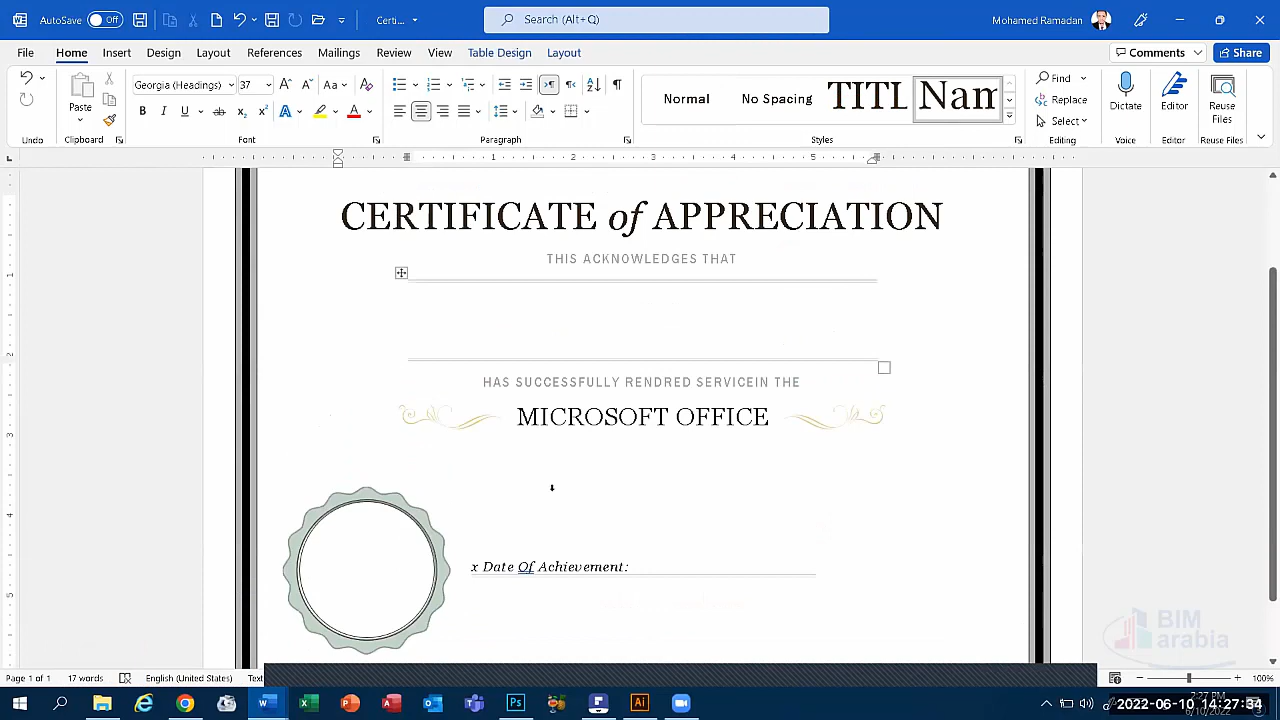 AutoSave Off Certi... Search (Alt+Q) Mohamed Ramadan
File Home Insert Design Layout References Mailings Review View Table Design Layout Comments Share
Georgia (Headings) 37
Paste
Normal No Spacing TITL Nam
Find
Replace
Select
Dictate Editor Reuse Files
Undo Clipboard Font Paragraph Styles Editing Voice Editor Reuse Files
CERTIFICATE of APPRECIATION
THIS ACKNOWLEDGES THAT
HAS SUCCESSFULLY RENDRED SERVICEIN THE
MICROSOFT OFFICE
x Date Of Achievement:
BIM
arabia
Page 1 of 1 17 words English (United States) Text 100%
2022-06-10 14:27:34